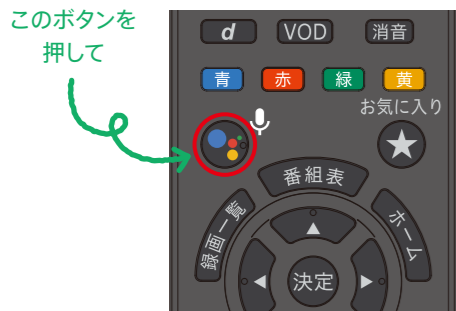 このボタンを
押して
d VOD 消音
青 赤 緑 黄
お気に入り
番組表
録画一覧
ホーム
決定